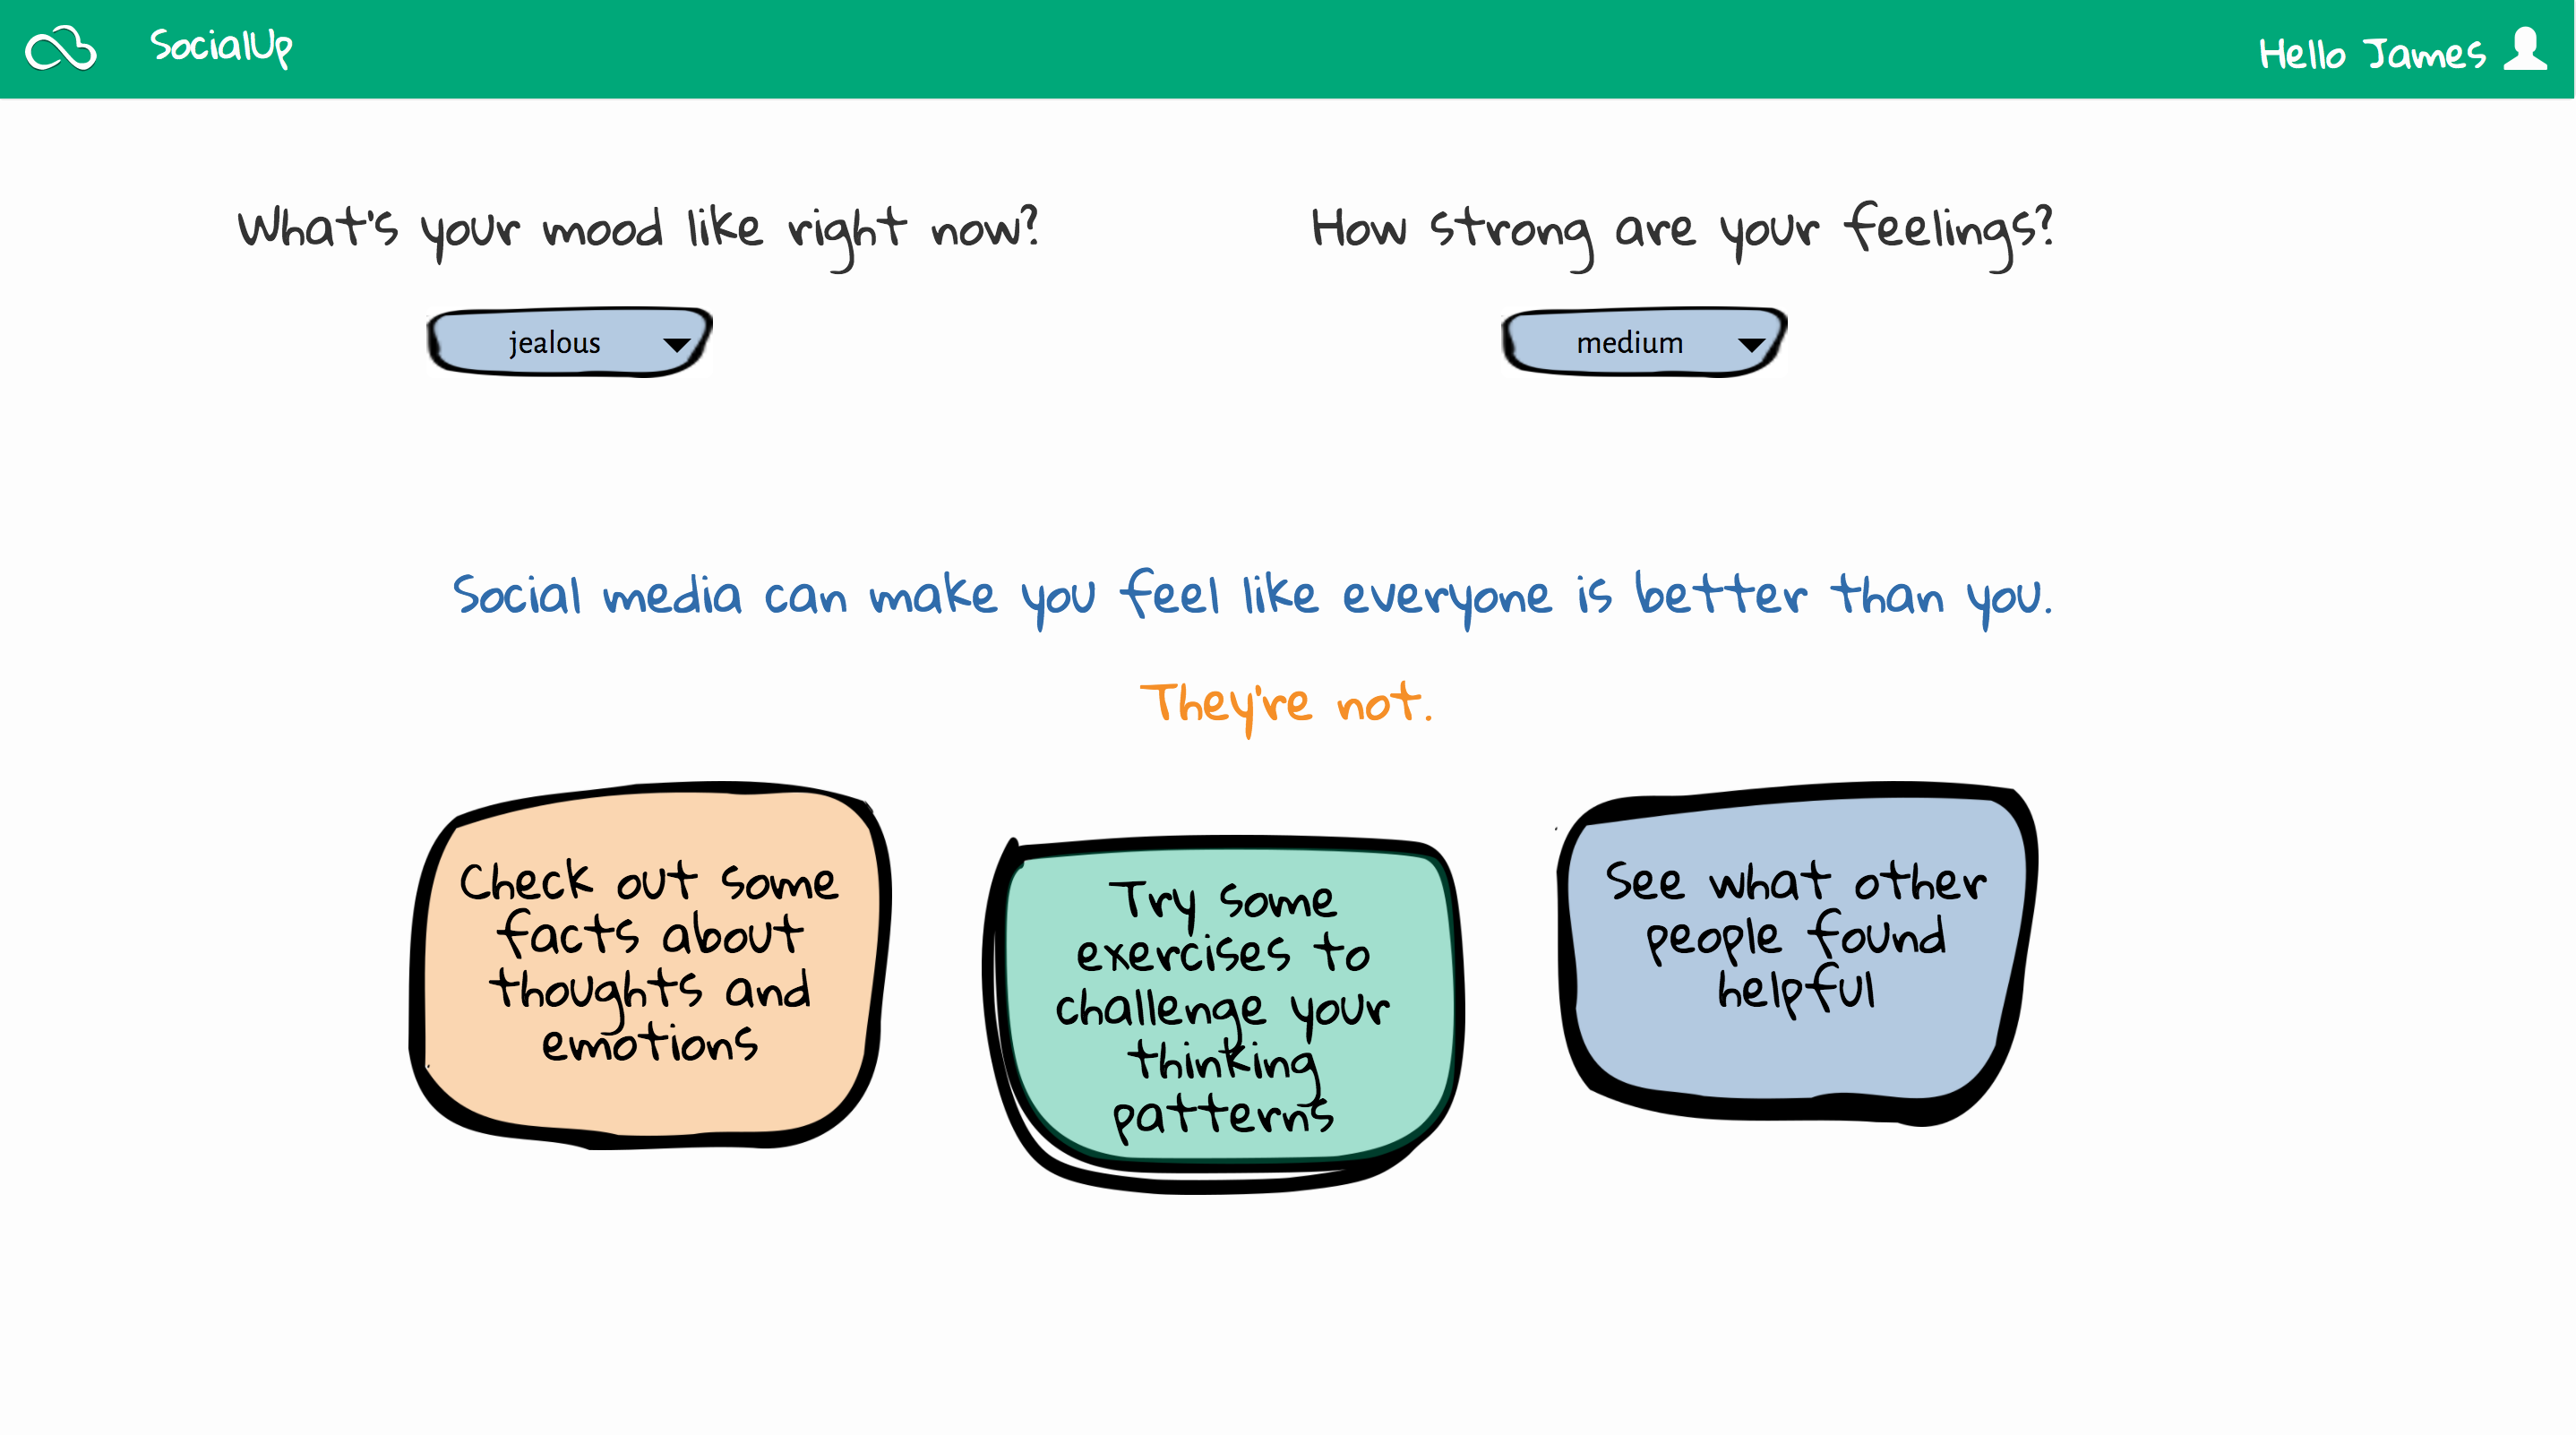 SocialUp
Hello James
What's your mood like right now?
How strong are your feelings?
jealous
medium
Social media can make you feel like everyone is better than you.
They're not.
Check out some
facts about
thoughts and
emotions
Try some
exercises to
challenge your
thinking
patterns
See what other
people found
helpful